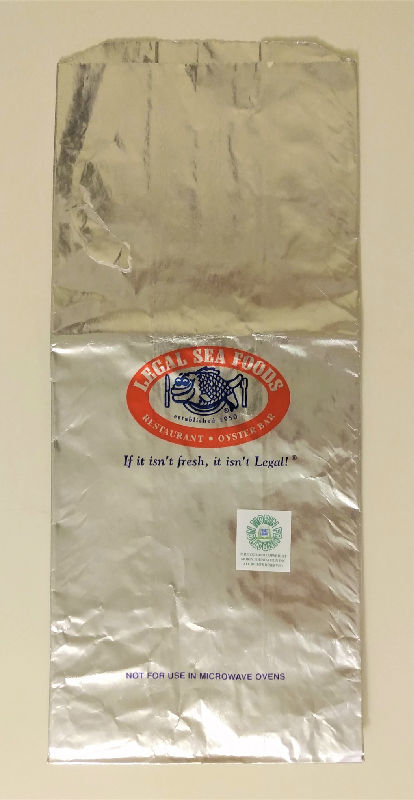 LEGAL SEA FOODS
established 1950
RESTAURANT • OYSTER BAR
If it isn't fresh, it isn't Legal!®
NOT FOR USE IN MICROWAVE OVENS